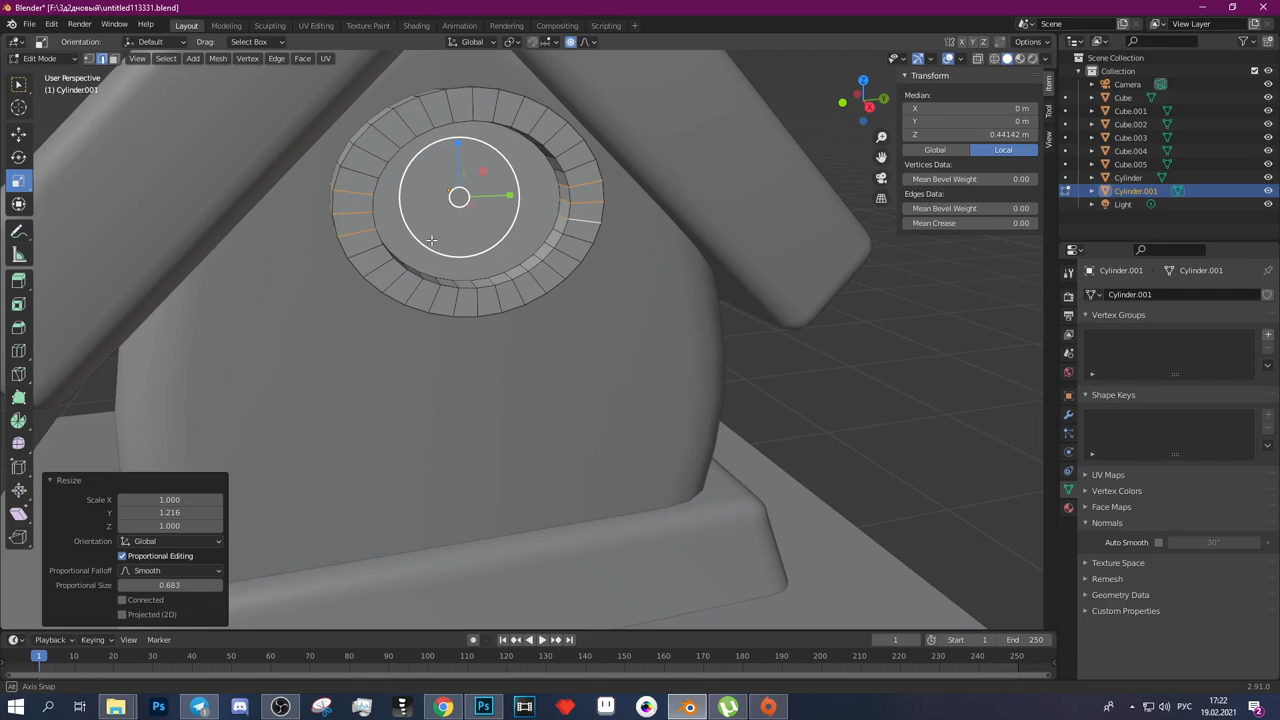 Blender* [F:\3д2дновый\untitled113331.blend]
File Edit Render Window Help Layout Modeling Sculpting UV Editing Texture Paint Shading Animation Rendering Compositing Scripting + Scene View Layer
Orientation: Default Drag: Select Box Global X Y Z Options
Edit Mode View Select Add Mesh Vertex Edge Face UV
User Perspective
(1) Cylinder001
Transform
Median:
X 0 m
Y 0 m
Z 0.44142 m
Global Local
Vertices Data:
Mean Bevel Weight 0.00
Edges Data:
Mean Bevel Weight 0.00
Mean Crease 0.00
Item
Tool
View
Z
Y
X
Scene Collection
Collection
Camera
Cube
Cube.001
Cube.002
Cube.003
Cube.004
Cube.005
Cylinder
Cylinder.001
Light
Cylinder.001 Cylinder.001
Cylinder.001
Vertex Groups
Shape Keys
UV Maps
Vertex Colors
Face Maps
Normals
Auto Smooth 30°
Texture Space
Remesh
Geometry Data
Custom Properties
Resize
Scale X 1.000
Y 1.216
Z 1.000
Orientation Global
Proportional Editing
Proportional Falloff Smooth
Proportional Size 0.683
Connected
Projected (2D)
Playback Keying View Marker 1 Start 1 End 250
1 10 20 30 40 50 60 70 80 90 100 110 120 130 140 150 160 170 180 190 200 210 220 230 240 250
Axis Snap 2.91.0
Ps Ps РУС 17:22
19.02.2021